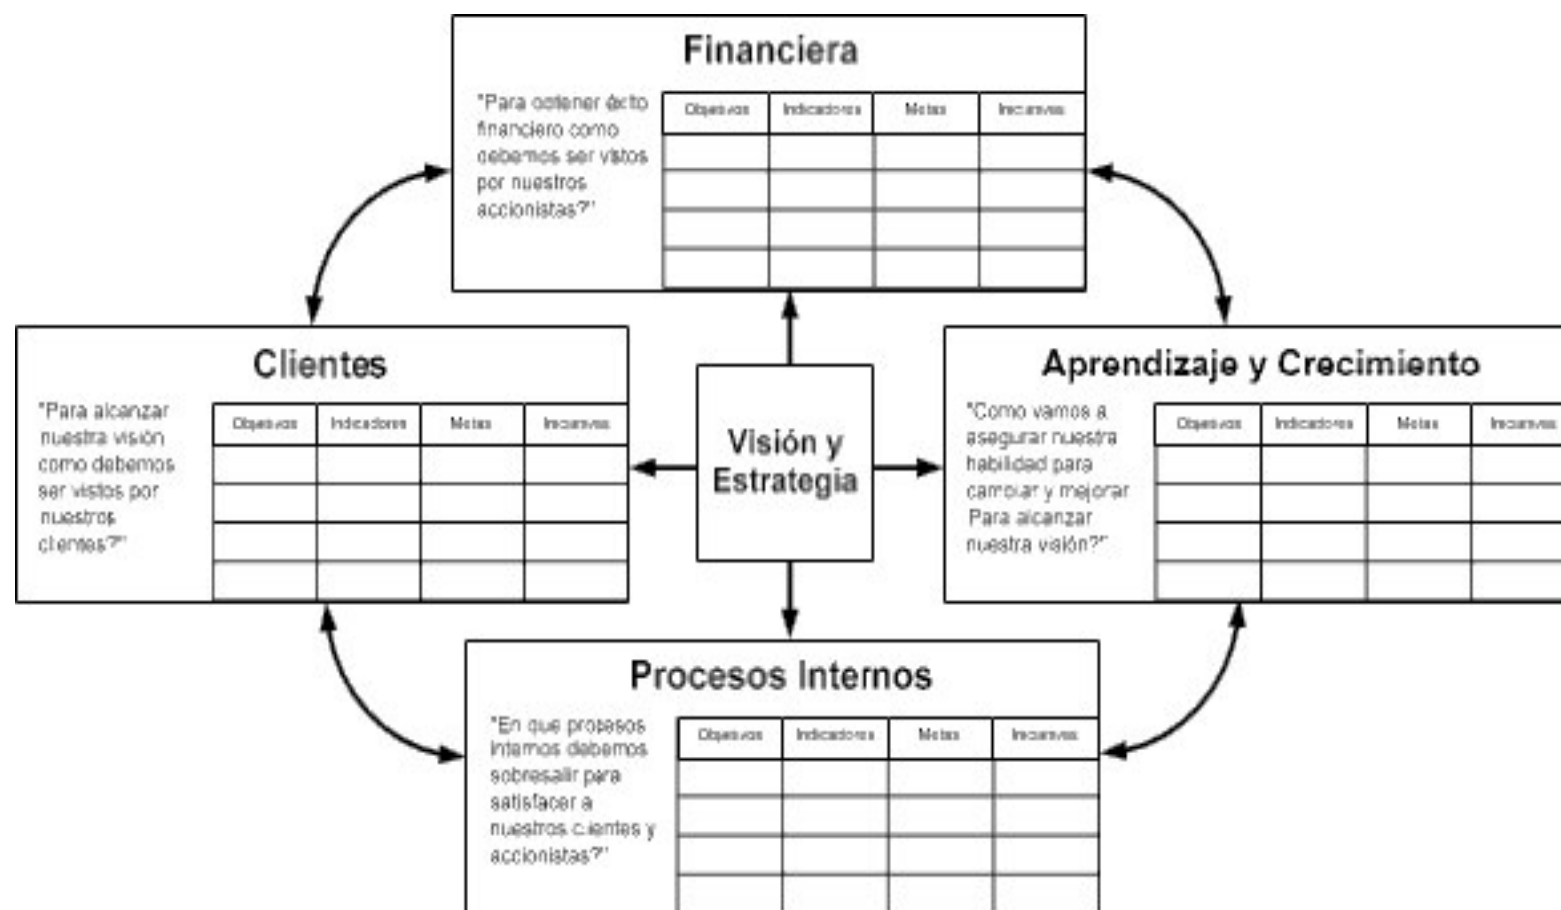 Financiera
"Para obtener éxito
financiero como
debemos ser vistos
por nuestros
accionistas?"
Objetivos Indicadores Metas Iniciativas
Clientes
"Para alcanzar
nuestra visión
como debemos
ser vistos por
nuestros
clientes?"
Objetivos Indicadores Metas Iniciativas
Visión y
Estrategia
Aprendizaje y Crecimiento
"Como vamos a
asegurar nuestra
habilidad para
cambiar y mejorar
Para alcanzar
nuestra visión?"
Objetivos Indicadores Metas Iniciativas
Procesos Internos
"En que procesos
internos debemos
sobresalir para
satisfacer a
nuestros clientes y
accionistas?"
Objetivos Indicadores Metas Iniciativas